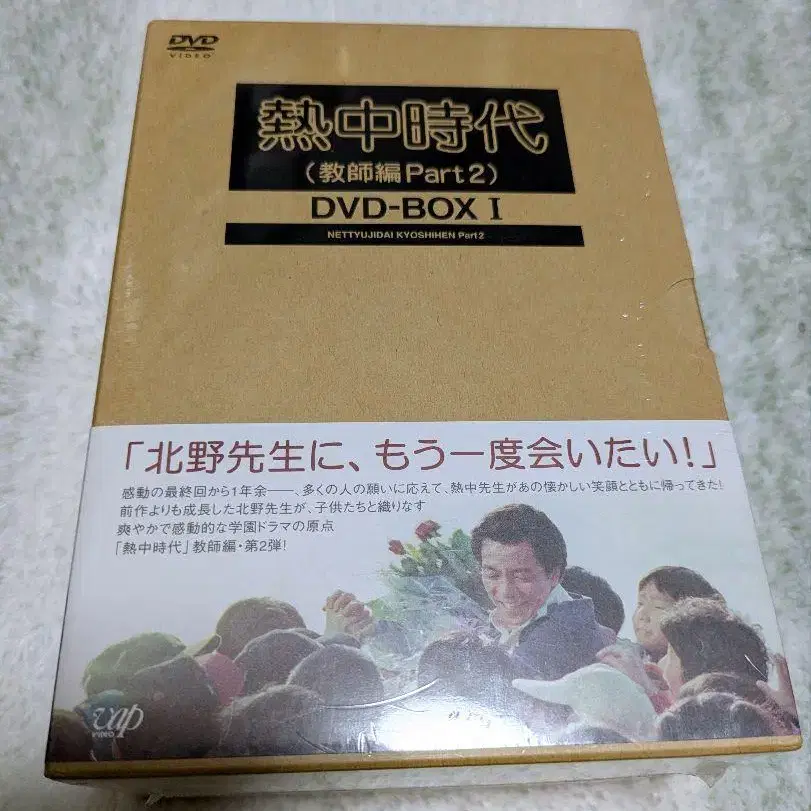 DVD
VIDEO
熱中時代
(教師編Part2)
DVD-BOX I
NETTYUJIDAI KYOSHIHEN Part2
「北野先生に、もう一度会いたい!」
感動の最終回から1年余──、多くの人の願いに応えて、熱中先生があの懐かしい笑顔とともに帰ってきた!
前作よりも成長した北野先生が、子供たちと織りなす
爽やかで感動的な学園ドラマの原点
「熱中時代」教師編・第2弾!
vap
VIDEO